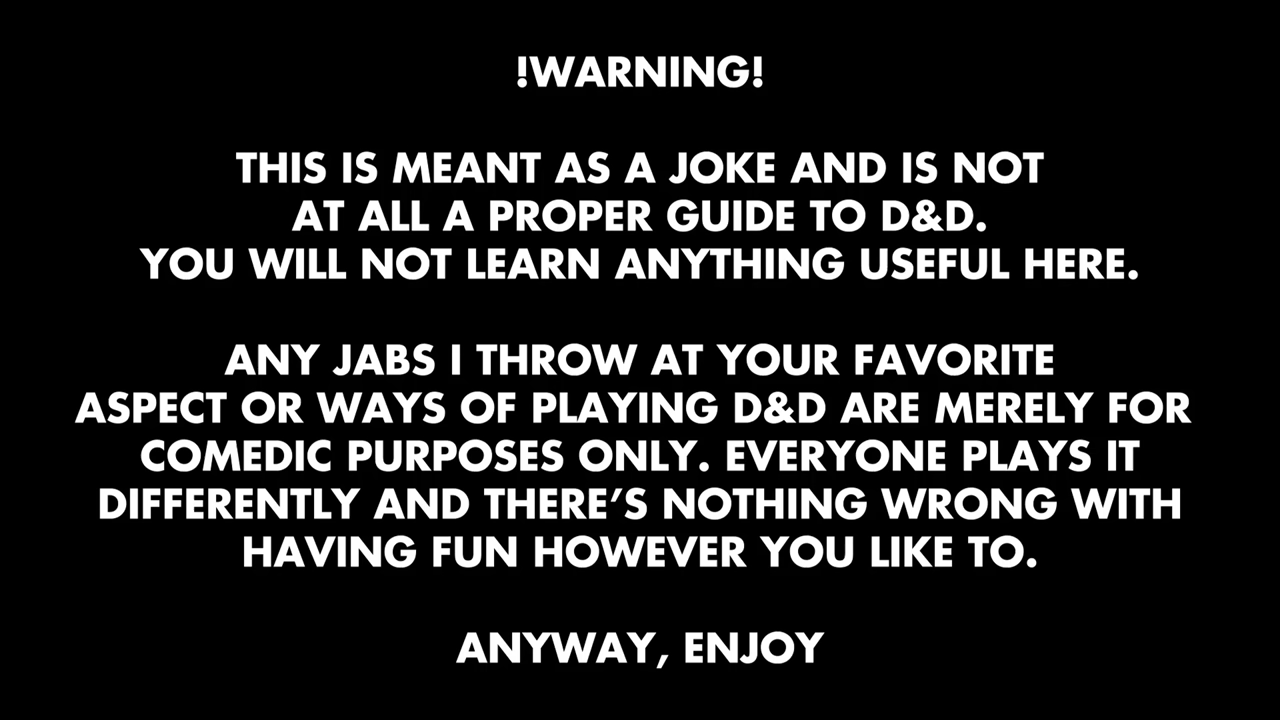 !WARNING!
THIS IS MEANT AS A JOKE AND IS NOT
AT ALL A PROPER GUIDE TO D&D.
YOU WILL NOT LEARN ANYTHING USEFUL HERE.
ANY JABS I THROW AT YOUR FAVORITE
ASPECT OR WAYS OF PLAYING D&D ARE MERELY FOR
COMEDIC PURPOSES ONLY. EVERYONE PLAYS IT
DIFFERENTLY AND THERE’S NOTHING WRONG WITH
HAVING FUN HOWEVER YOU LIKE TO.
ANYWAY, ENJOY